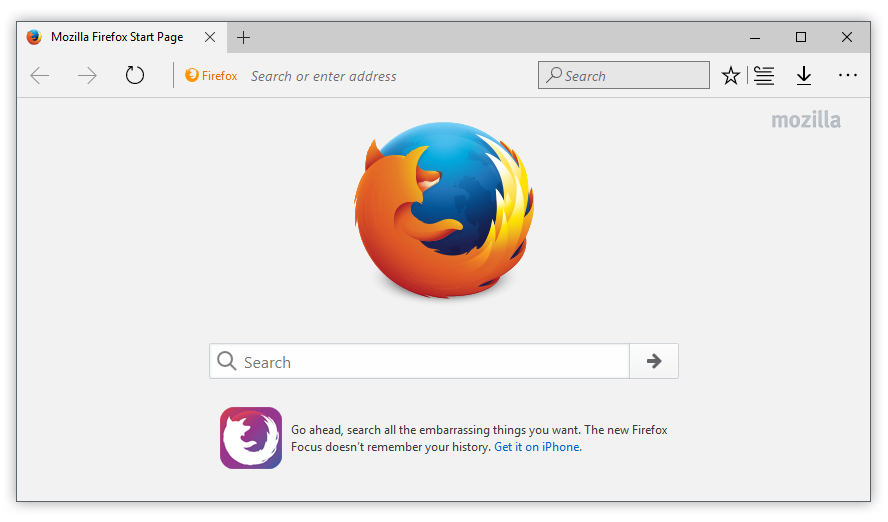 Mozilla Firefox Start Page
Firefox Search or enter address Search
mozilla
Search
Go ahead, search all the embarrassing things you want. The new Firefox
Focus doesn't remember your history. Get it on iPhone.